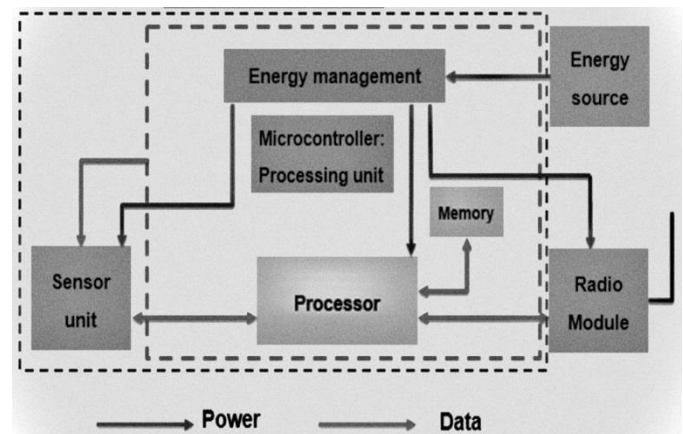 Energy management
Energy
source
Microcontroller:
Processing unit
Memory
Sensor
unit
Processor
Radio
Module
Power
Data